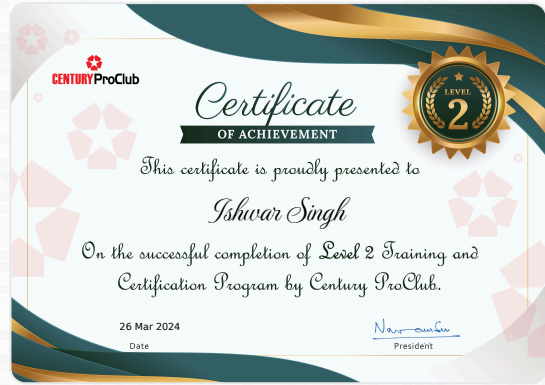 CENTURY ProClub
Certificate
OF ACHIEVEMENT
LEVEL
2
This certificate is proudly presented to
Ishwar Singh
On the successful completion of Level 2 Training and
Certification Program by Century ProClub.
26 Mar 2024
Date
President